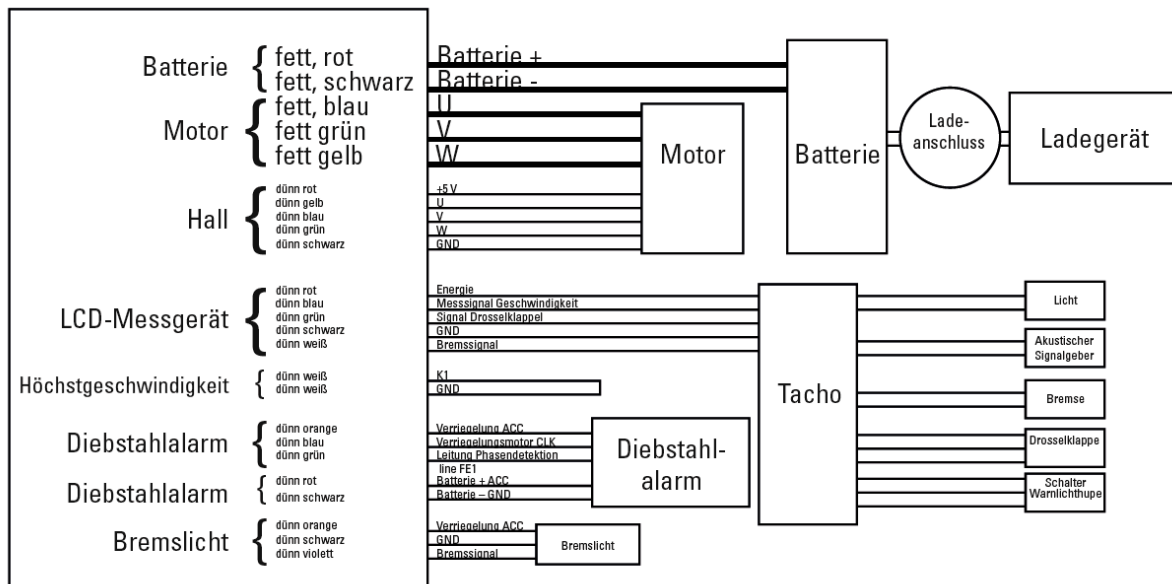 Batterie { fett, rot Batterie +
fett, schwarz Batterie -
Motor { fett, blau U
fett grün V
fett gelb W
Motor
Batterie
Lade-
anschluss
Ladegerät
Hall { dünn rot +5 V
dünn gelb U
dünn blau V
dünn grün W
dünn schwarz GND
LCD-Messgerät { dünn rot Energie
dünn blau Messsignal Geschwindigkeit
dünn grün Signal Drosselklappel
dünn schwarz GND
dünn weiß Bremssignal
Höchstgeschwindigkeit { dünn weiß K1
dünn weiß GND
Diebstahlalarm { dünn orange Verriegelung ACC
dünn blau Verriegelungsmotor CLK
dünn grün Leitung Phasendetektion
line FE1
Diebstahlalarm { dünn rot Batterie + ACC
dünn schwarz Batterie – GND
Diebstahl-
alarm
Bremslicht { dünn orange Verriegelung ACC
dünn schwarz GND
dünn violett Bremssignal
Bremslicht
Tacho
Licht
Akustischer
Signalgeber
Bremse
Drosselklappe
Schalter
Warnlichthupe